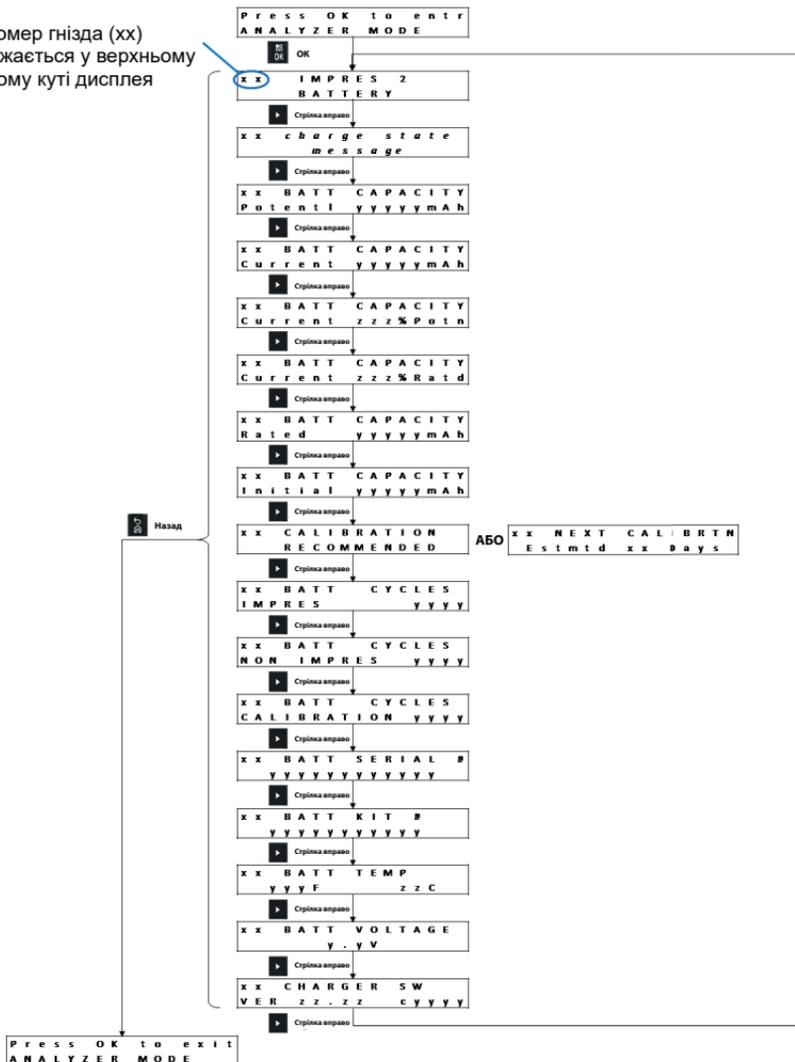 Press OK to entr
ANALYZER MODE
омер гнізда (xx)
жається у верхньому
ому куті дисплея
OK
OK
xx IMPRES 2
BATTERY
Стрілка вправо
xx charge state
message
Стрілка вправо
xx BATT CAPACITY
Potentl yyyyymAh
Стрілка вправо
xx BATT CAPACITY
Current yyyyymAh
Стрілка вправо
xx BATT CAPACITY
Current zzz%Potn
Стрілка вправо
xx BATT CAPACITY
Current zzz%Ratd
Стрілка вправо
xx BATT CAPACITY
Rated yyyyymAh
Стрілка вправо
xx BATT CAPACITY
Initial yyyyymAh
Стрілка вправо
Назад
xx CALIBRATION
RECOMMENDED
АБО
xx NEXT CALIBRTN
Estmtd xx Days
Стрілка вправо
xx BATT CYCLES
IMPRES yyyy
Стрілка вправо
xx BATT CYCLES
NON IMPRES yyyy
Стрілка вправо
xx BATT CYCLES
CALIBRATION yyyy
Стрілка вправо
xx BATT SERIAL #
yyyyyyyyyyyy
Стрілка вправо
xx BATT KIT #
yyyyyyyyyyy
Стрілка вправо
xx BATT TEMP
yyyF zzC
Стрілка вправо
xx BATT VOLTAGE
y.yV
Стрілка вправо
xx CHARGER SW
VER zz.zz cyyyy
Стрілка вправо
Press OK to exit
ANALYZER MODE